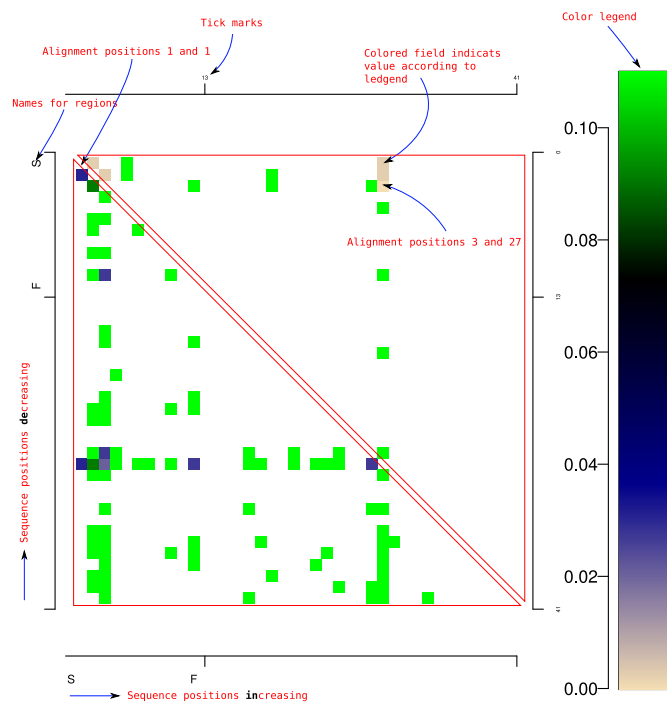 Tick marks
Color legend
Alignment positions 1 and 1
Colored field indicats
value according to
ledgend
Names for regions
13
41
S
F
0
13
41
0.10
0.08
0.06
0.04
0.02
0.00
Alignment positions 3 and 27
Sequence positions decreasing
S
F
Sequence positions increasing